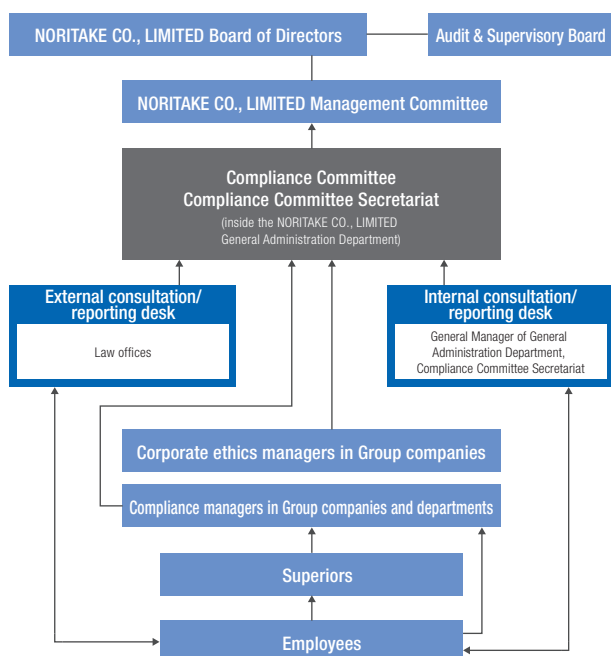 NORITAKE CO., LIMITED Board of Directors
Audit & Supervisory Board
NORITAKE CO., LIMITED Management Committee
Compliance Committee
Compliance Committee Secretariat
(inside the NORITAKE CO., LIMITED
General Administration Department)
External consultation/
reporting desk
Law offices
Internal consultation/
reporting desk
General Manager of General
Administration Department,
Compliance Committee Secretariat
Corporate ethics managers in Group companies
Compliance managers in Group companies and departments
Superiors
Employees